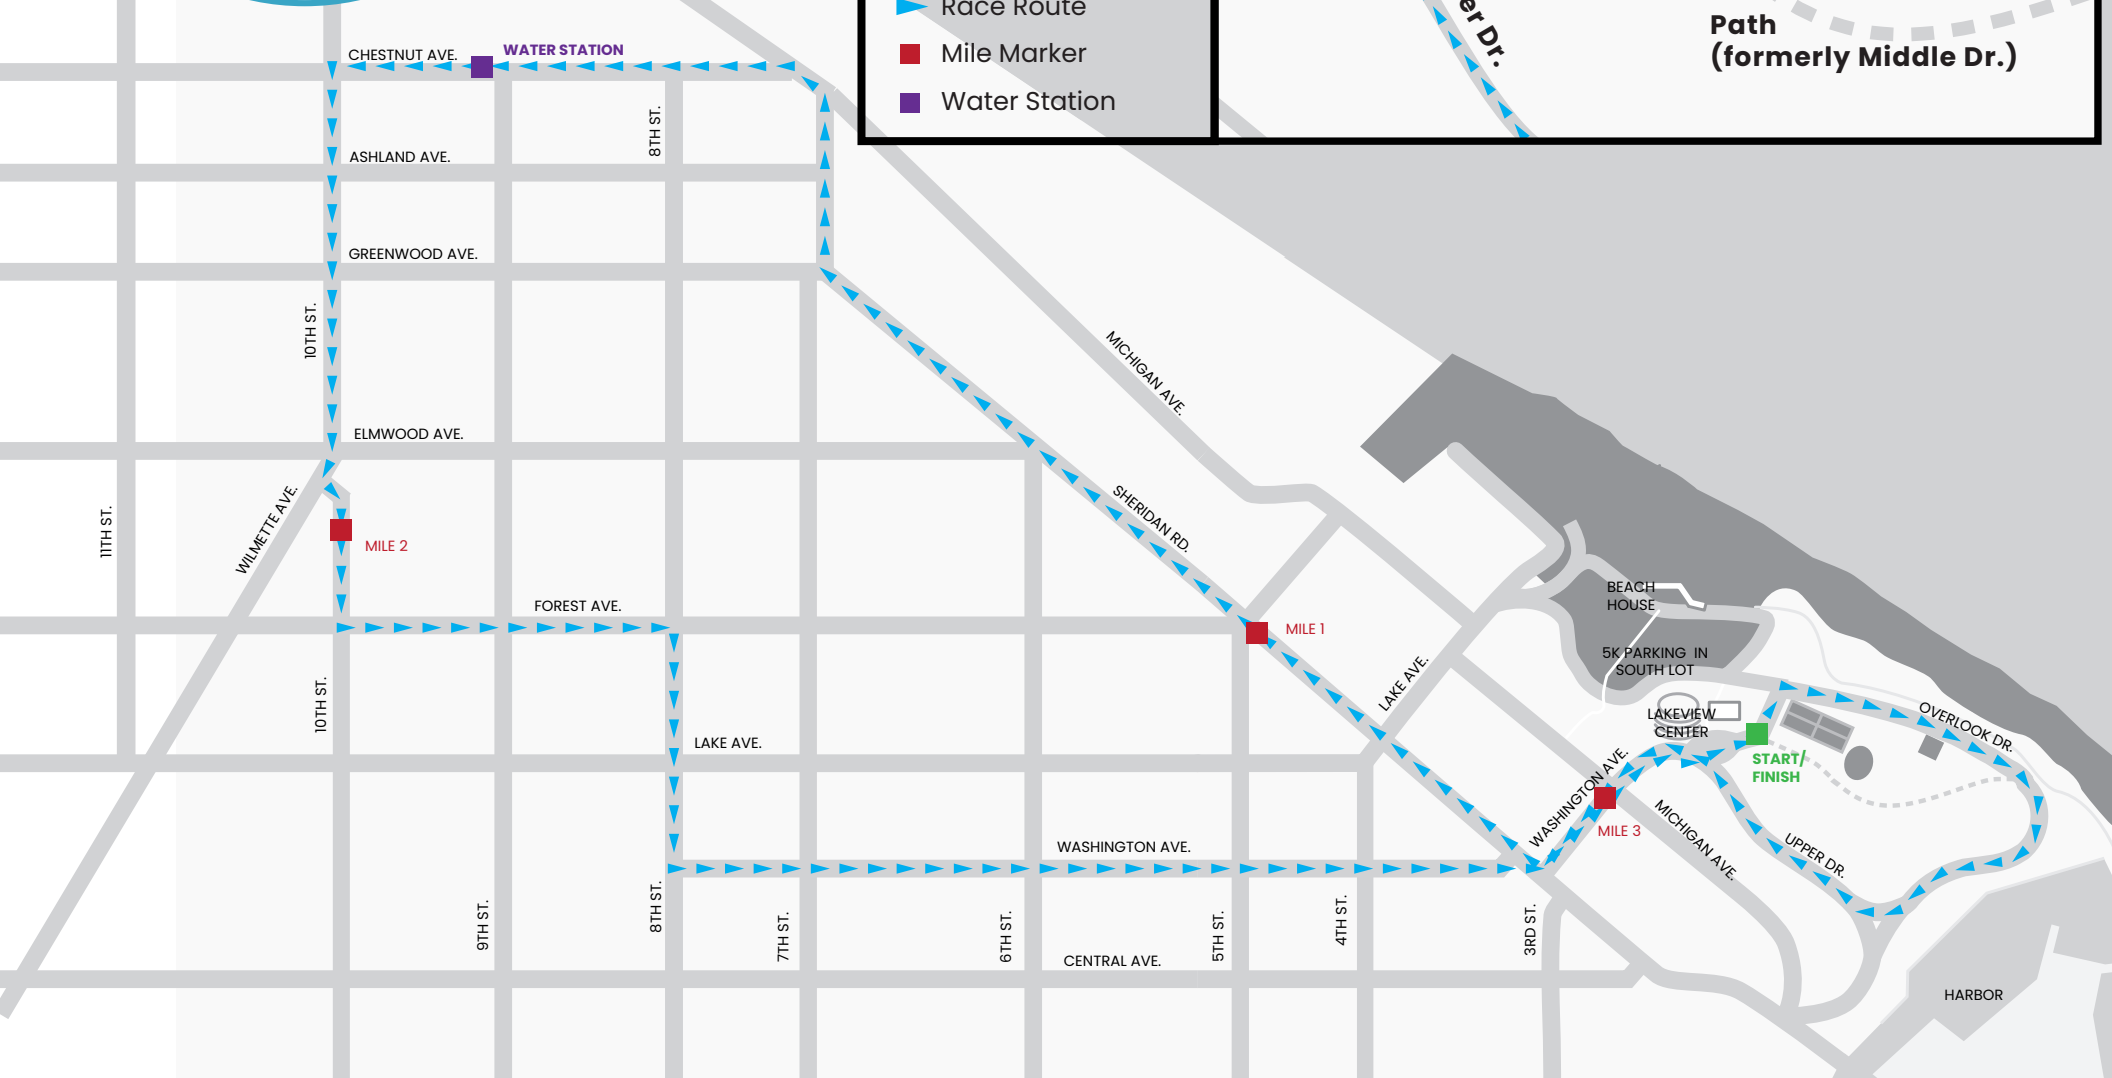 Race Route
Mile Marker
Water Station
er Dr.
Path
(formerly Middle Dr.)
CHESTNUT AVE.
WATER STATION
8TH ST.
ASHLAND AVE.
GREENWOOD AVE.
10TH ST.
MICHIGAN AVE.
ELMWOOD AVE.
WILMETTE AVE.
11TH ST.
SHERIDAN RD.
MILE 2
FOREST AVE.
MILE 1
BEACH
HOUSE
5K PARKING IN
SOUTH LOT
LAKE AVE.
10TH ST.
LAKEVIEW
CENTER
OVERLOOK DR.
START/
FINISH
LAKE AVE.
WASHINGTON AVE.
MILE 3
MICHIGAN AVE.
UPPER DR.
WASHINGTON AVE.
9TH ST.
8TH ST.
7TH ST.
6TH ST.
5TH ST.
4TH ST.
3RD ST.
CENTRAL AVE.
HARBOR